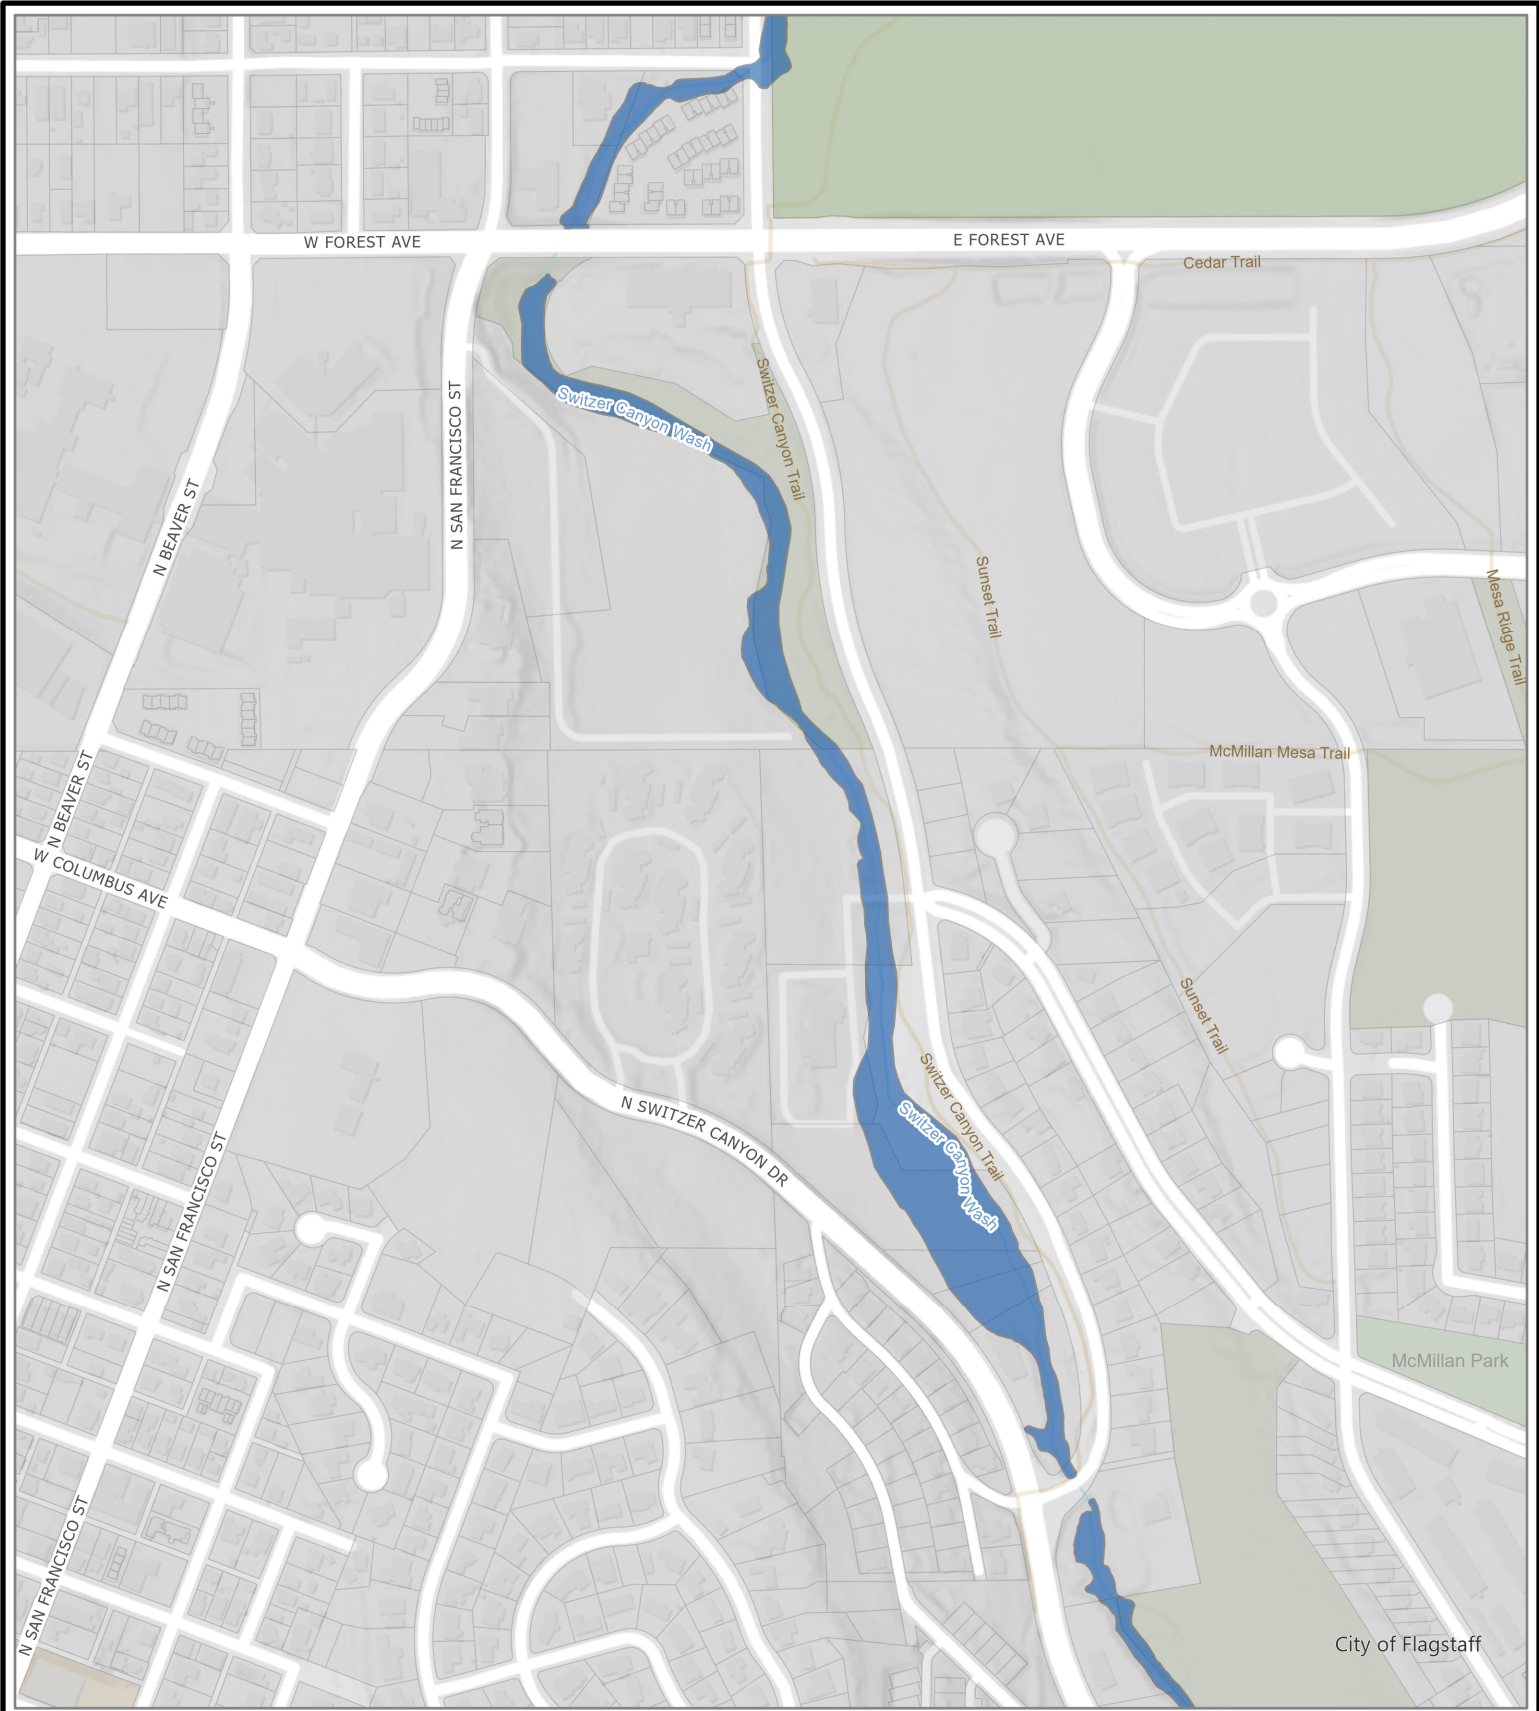 W FOREST AVE
E FOREST AVE
Cedar Trail
Switzer Canyon Wash
Switzer Canyon Trail
N SAN FRANCISCO ST
N BEAVER ST
Sunset Trail
Mesa Ridge Trail
McMillan Mesa Trail
N BEAVER ST
W COLUMBUS AVE
Sunset Trail
N SWITZER CANYON DR
Switzer Canyon Trail
Switzer Canyon Wash
N SAN FRANCISCO ST
McMillan Park
N SAN FRANCISCO ST
City of Flagstaff